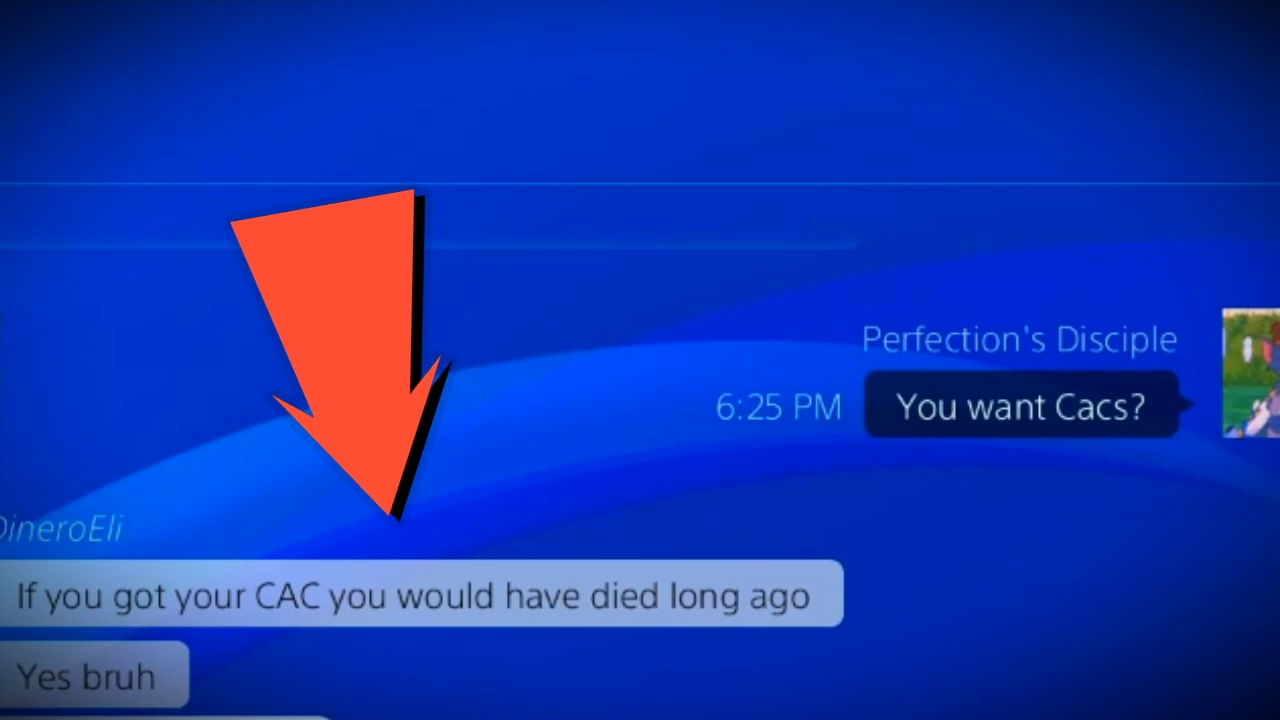 Perfection's Disciple
6:25 PM You want Cacs?
DineroEli
If you got your CAC you would have died long ago
Yes bruh